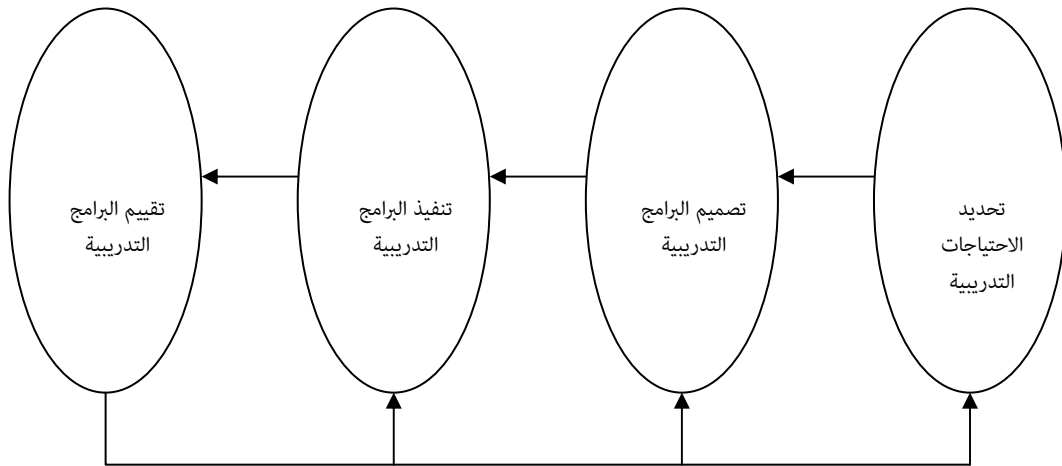 تحديد
الاحتياجات
التدريبية
تصميم البرامج
التدريبية
تنفيذ البرامج
التدريبية
تقييم البرامج
التدريبية